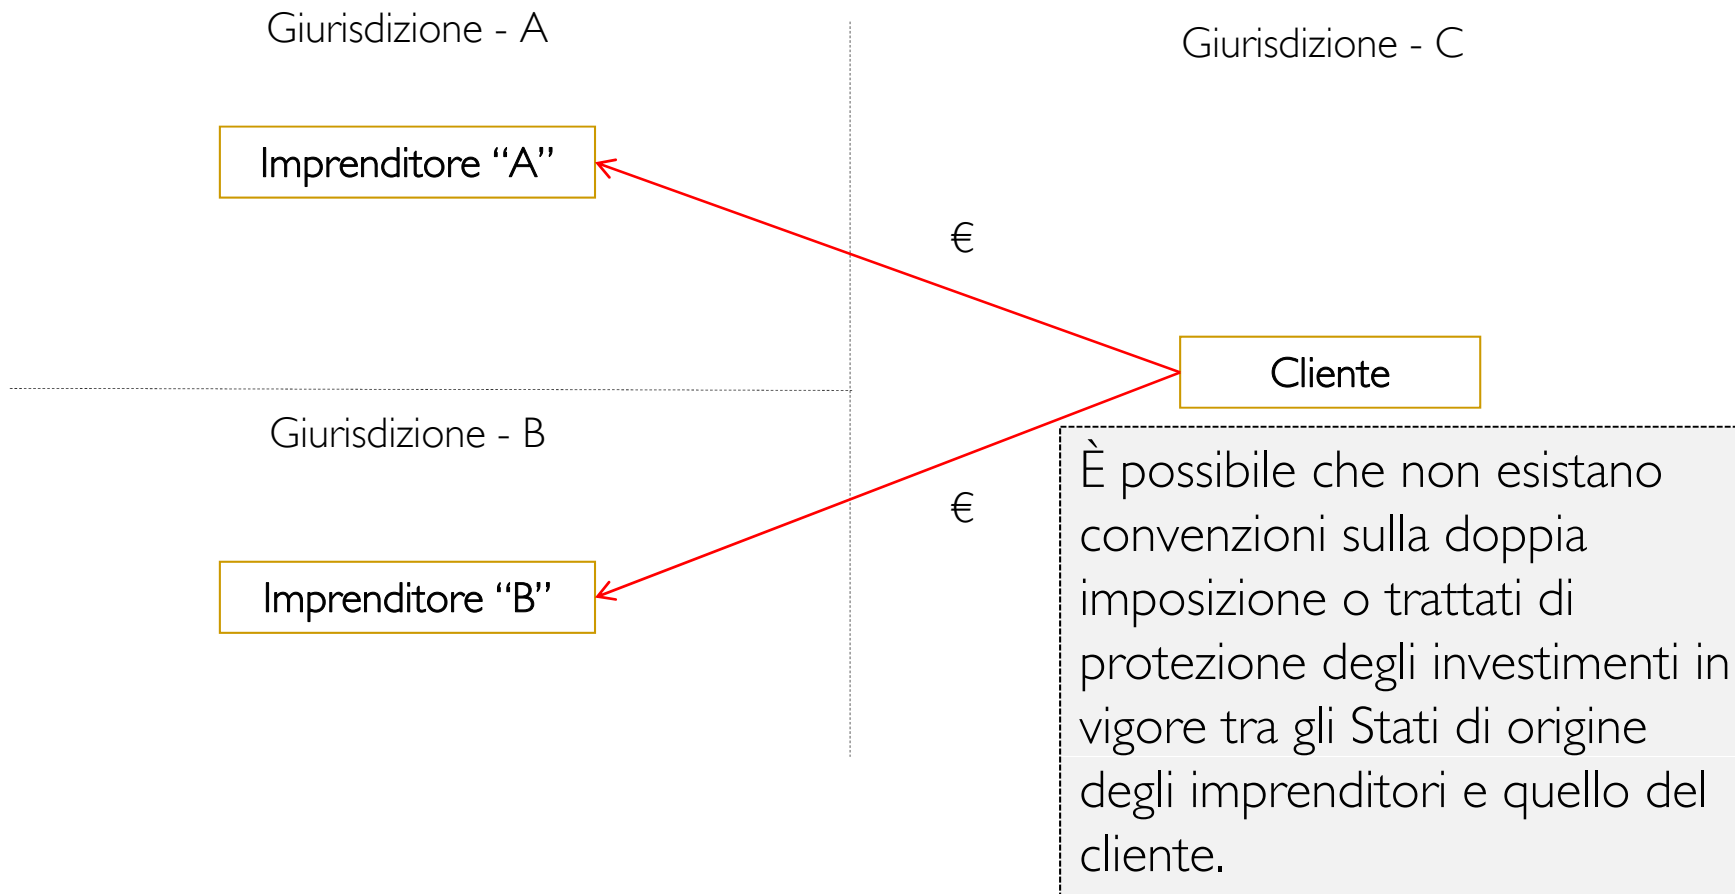 Giurisdizione - A
Giurisdizione - C
Imprenditore “A”
€
Cliente
Giurisdizione - B
€
Imprenditore “B”
È possibile che non esistano
convenzioni sulla doppia
imposizione o trattati di
protezione degli investimenti in
vigore tra gli Stati di origine
degli imprenditori e quello del
cliente.